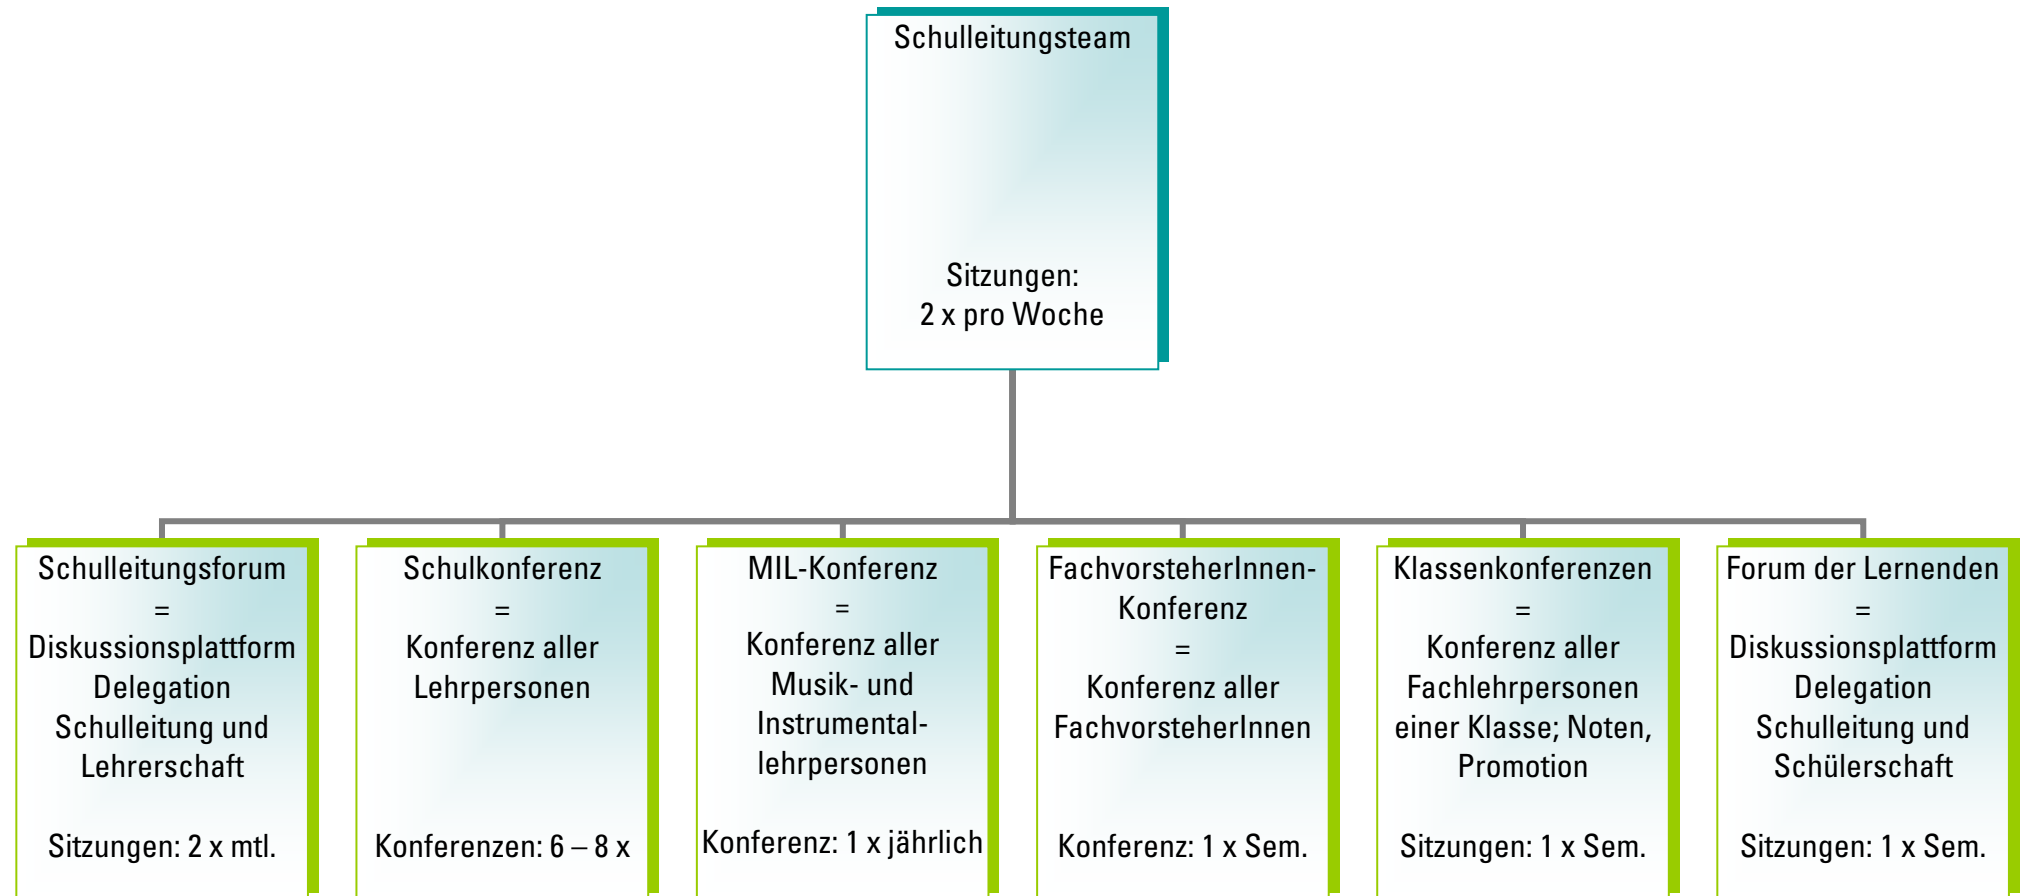 Schulleitungsteam
Sitzungen:
2 x pro Woche
Schulleitungsforum
=
Diskussionsplattform
Delegation
Schulleitung und
Lehrerschaft
Sitzungen: 2 x mtl.
Schulkonferenz
=
Konferenz aller
Lehrpersonen
Konferenzen: 6 – 8 x
MIL-Konferenz
=
Konferenz aller
Musik- und
Instrumental-
lehrpersonen
Konferenz: 1 x jährlich
FachvorsteherInnen-
Konferenz
=
Konferenz aller
FachvorsteherInnen
Konferenz: 1 x Sem.
Klassenkonferenzen
=
Konferenz aller
Fachlehrpersonen
einer Klasse; Noten,
Promotion
Sitzungen: 1 x Sem.
Forum der Lernenden
=
Diskussionsplattform
Delegation
Schulleitung und
Schülerschaft
Sitzungen: 1 x Sem.